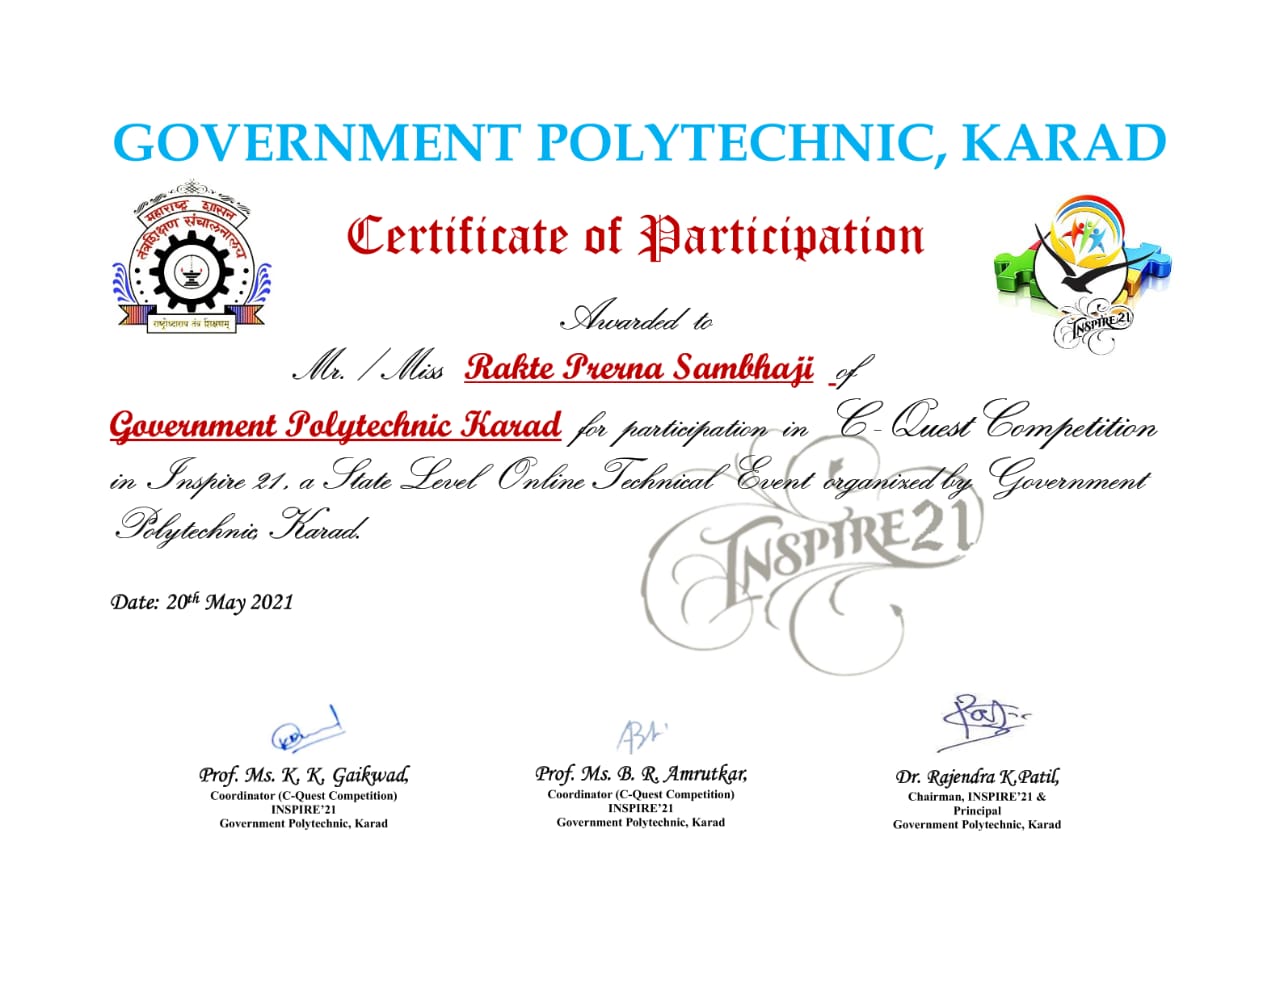 GOVERNMENT POLYTECHNIC, KARAD
महाराष्ट्र शासन
तंत्रशिक्षण संचालनालय
राष्ट्रोध्दाराय तंत्र शिक्षणम्
Certificate of Participation
INSPIRE21
Awarded to
Mr. / Miss Rakte Prerna Sambhaji of
Government Polytechnic Karad for participation in C-Quest Competition
in Inspire 21, a State Level Online Technical Event organized by Government
Polytechnic, Karad.
INSPIRE21
Date: 20th May 2021
Prof. Ms. K. K. Gaikwad,
Coordinator (C-Quest Competition)
INSPIRE'21
Government Polytechnic, Karad
Prof. Ms. B. R. Amrutkar,
Coordinator (C-Quest Competition)
INSPIRE'21
Government Polytechnic, Karad
Dr. Rajendra K.Patil,
Chairman, INSPIRE'21 &
Principal
Government Polytechnic, Karad